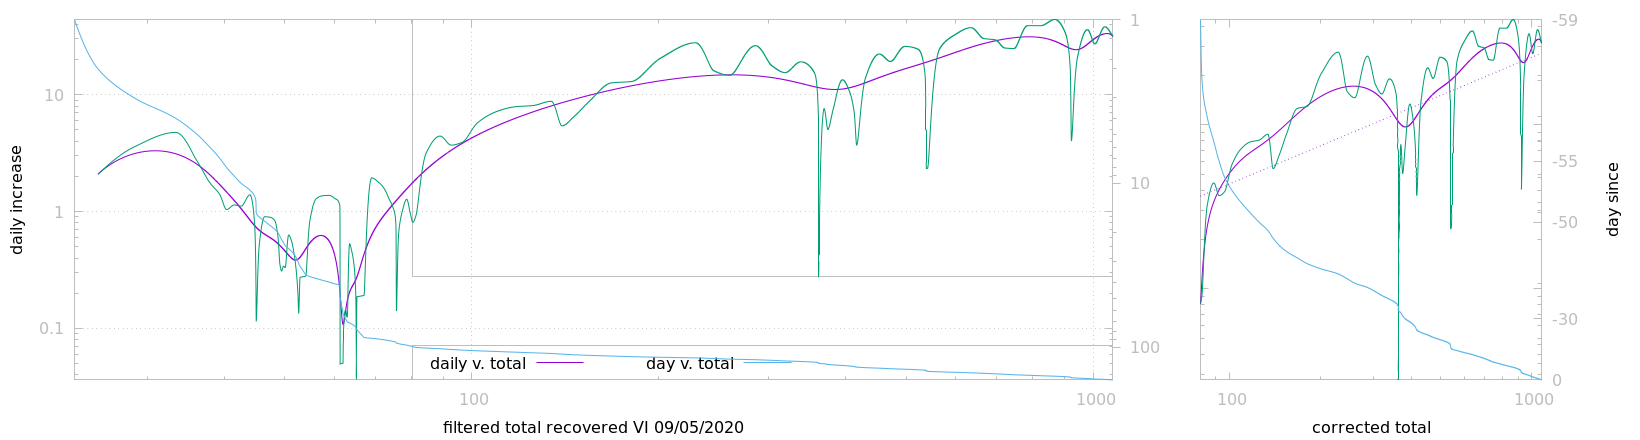 daily increase
10
1
0.1
100
1000
1
10
100
daily v. total
day v. total
filtered total recovered VI 09/05/2020
100
1000
-59
-55
-50
-30
0
day since
corrected total